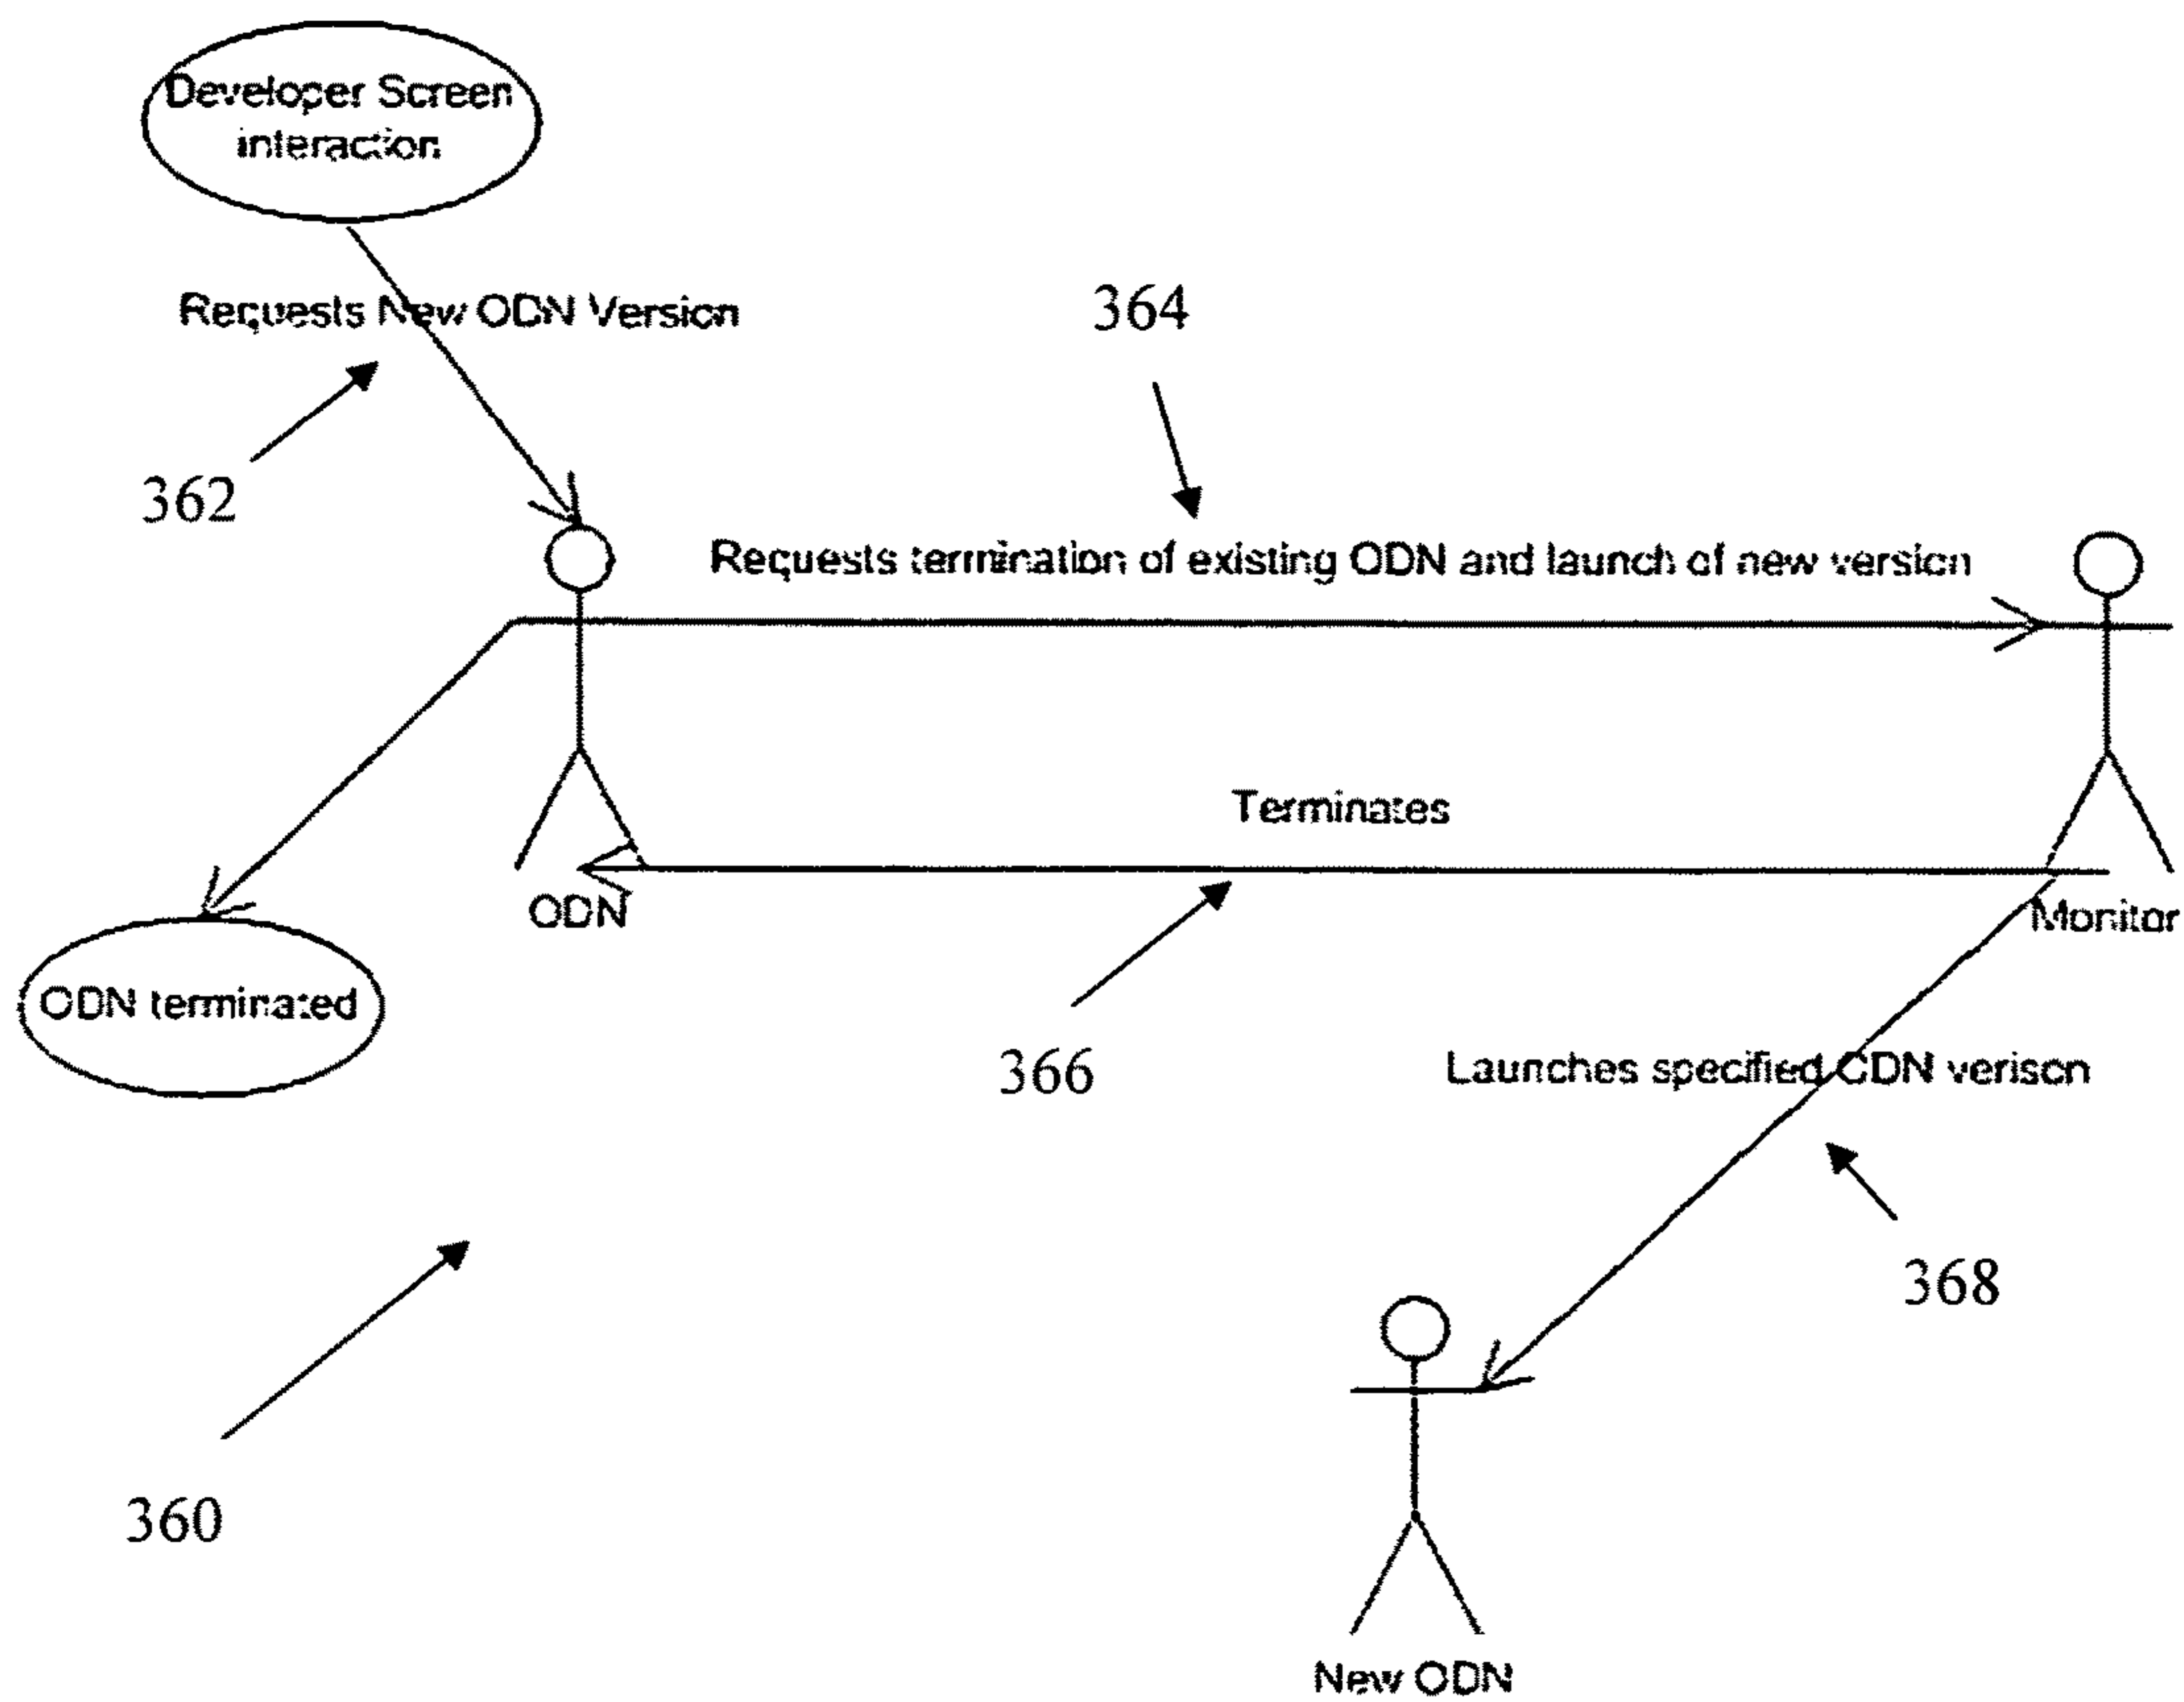 Developer Screen
interaction
Requests New ODN Version
364
362
Requests termination of existing ODN and launch of new version
Terminates
ODN
Monitor
ODN terminated
366
Launches specified ODN verison
368
360
New ODN